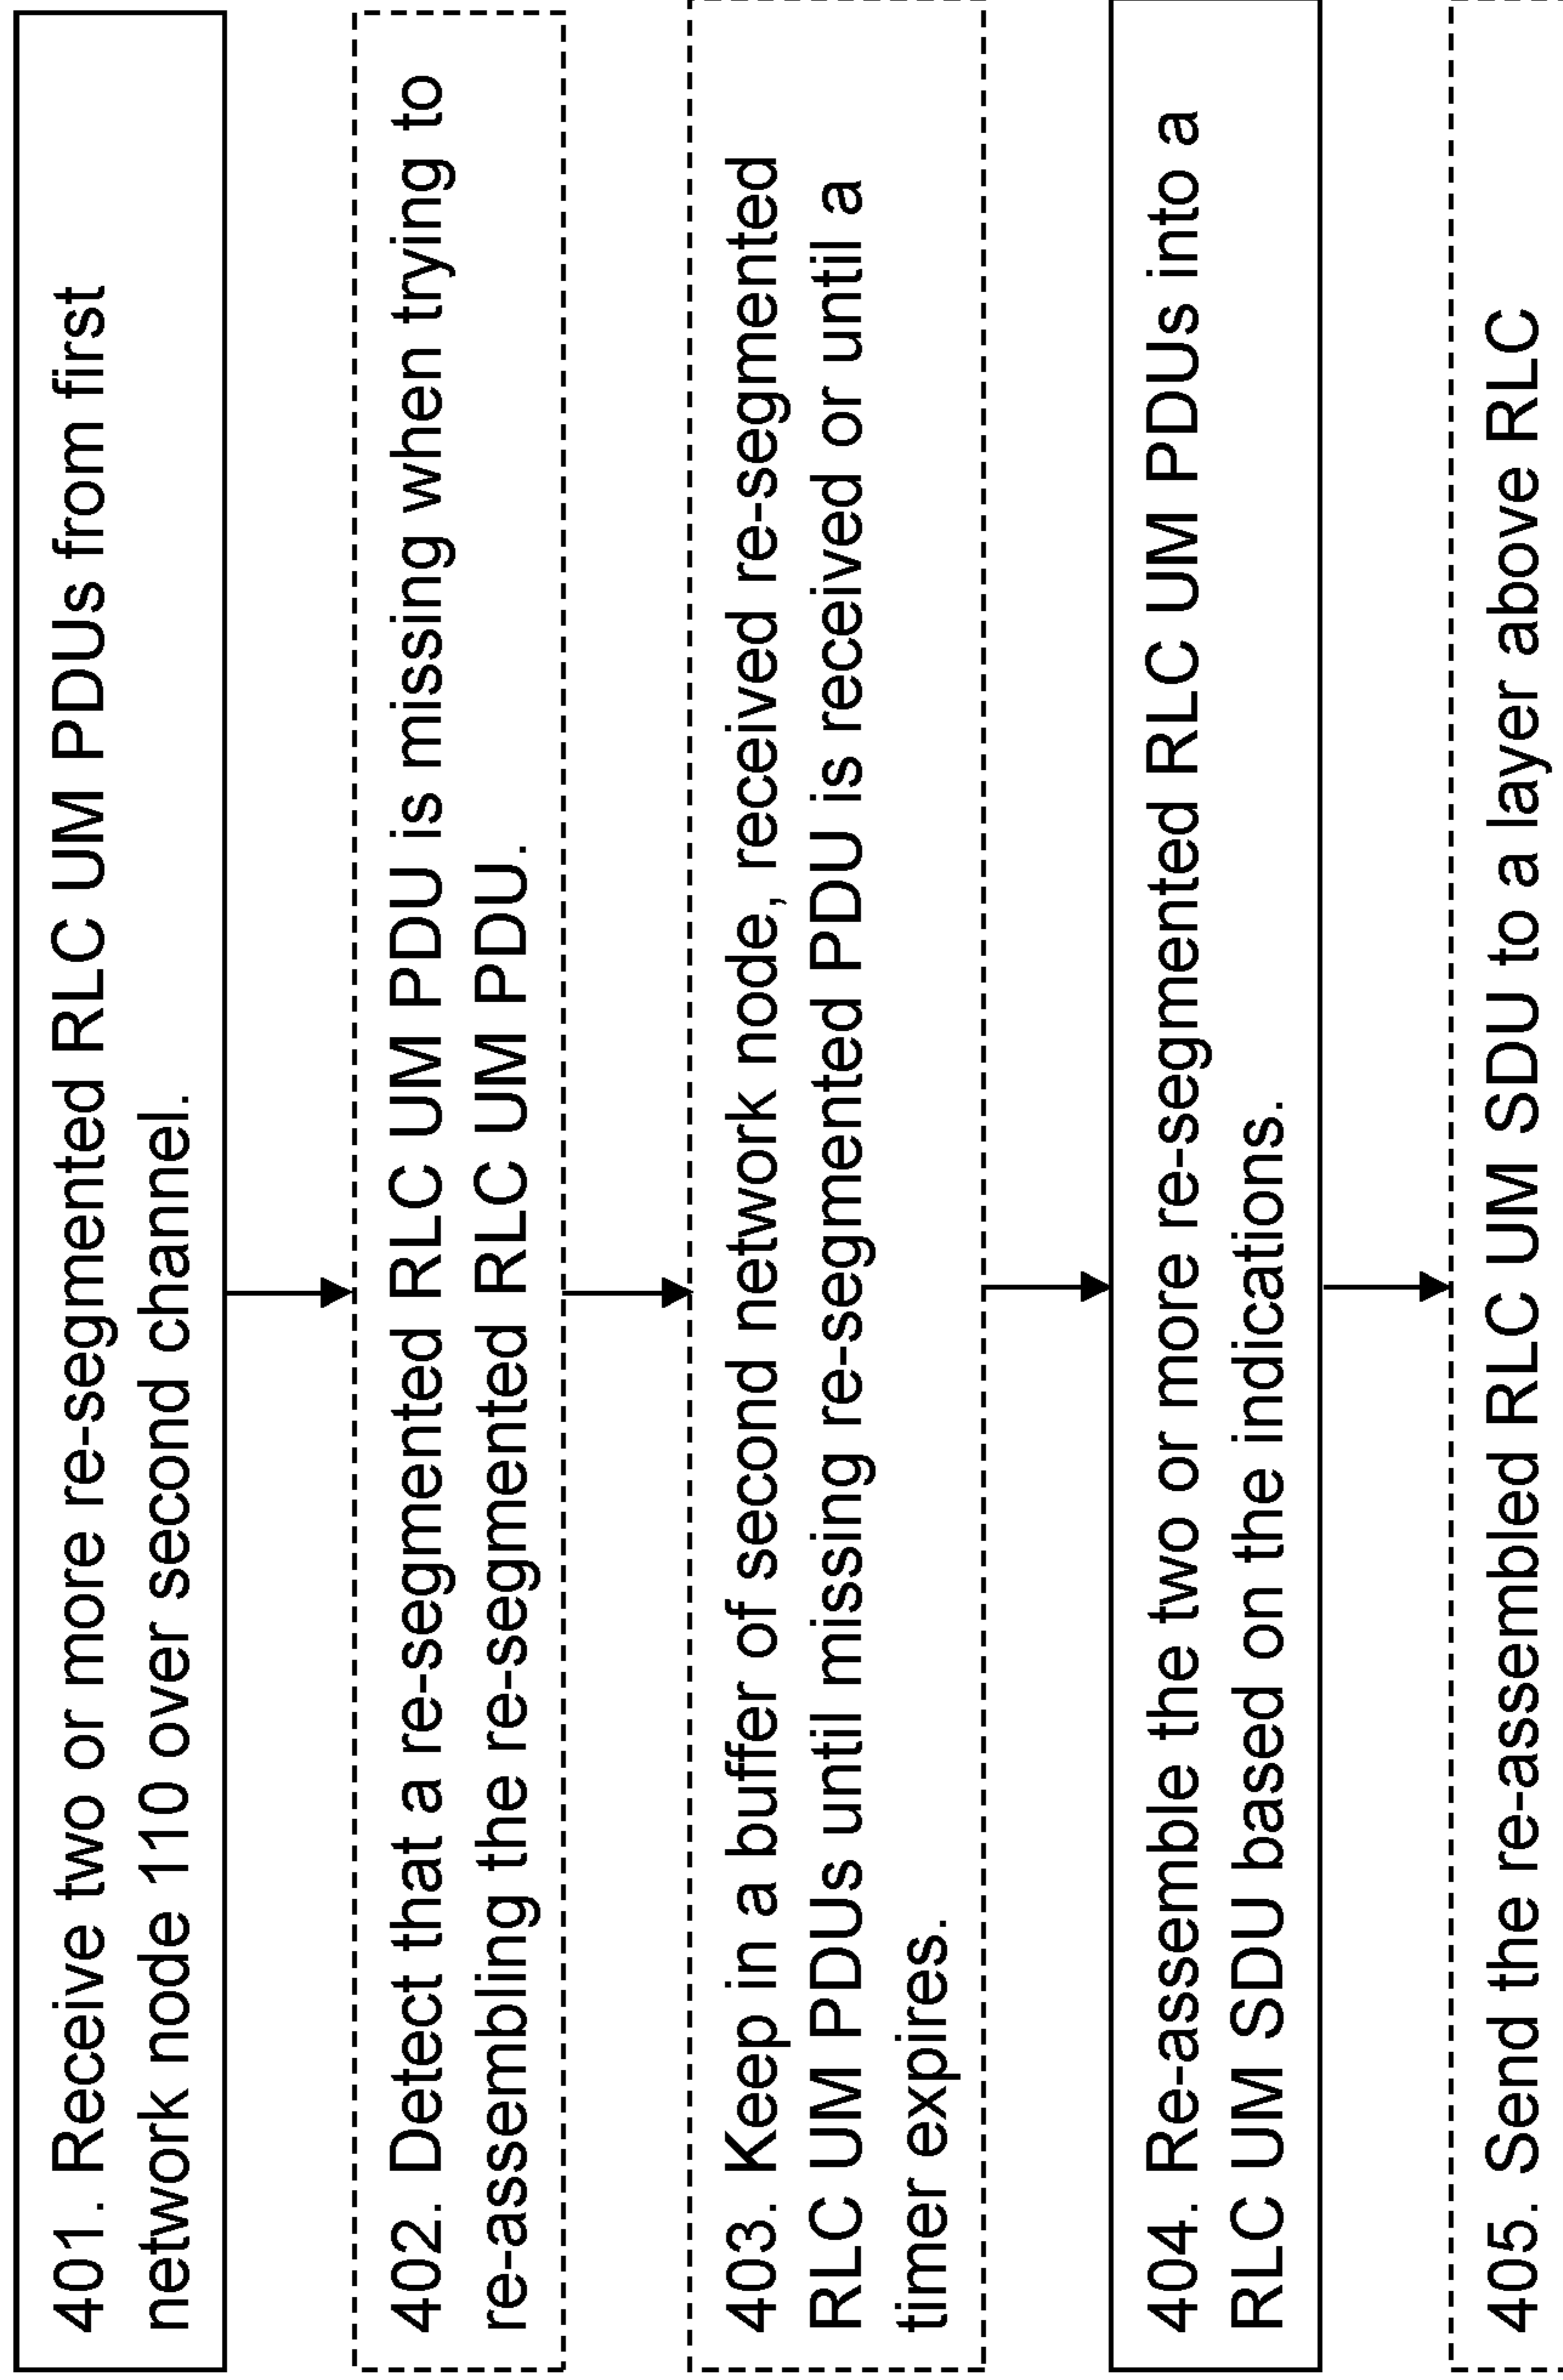 401. Receive two or more re-segmented RLC UM PDUs from first
network node 110 over second channel.
402. Detect that a re-segmented RLC UM PDU is missing when trying to
re-assembling the re-segmented RLC UM PDU.
403. Keep in a buffer of second network node, received re-segmented
RLC UM PDUs until missing re-segmented PDU is received or until a
timer expires.
404. Re-assemble the two or more re-segmented RLC UM PDUs into a
RLC UM SDU based on the indications.
405. Send the re-assembled RLC UM SDU to a layer above RLC